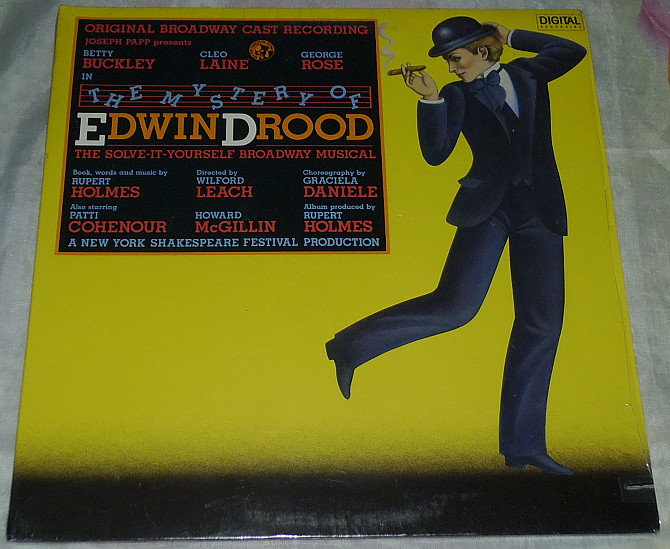 ORIGINAL BROADWAY CAST RECORDING
JOSEPH PAPP presents
BETTY BUCKLEY
CLEO LAINE
GEORGE ROSE
IN
THE MYSTERY OF
EDWIN DROOD
THE SOLVE-IT-YOURSELF BROADWAY MUSICAL
Book, words and music by
RUPERT
HOLMES
Directed by
WILFORD
LEACH
Choreography by
GRACIELA
DANIELE
Also starring
PATTI
COHENOUR
HOWARD
McGILLIN
Album produced by
RUPERT
HOLMES
A NEW YORK SHAKESPEARE FESTIVAL PRODUCTION
DIGITAL
RECORDING